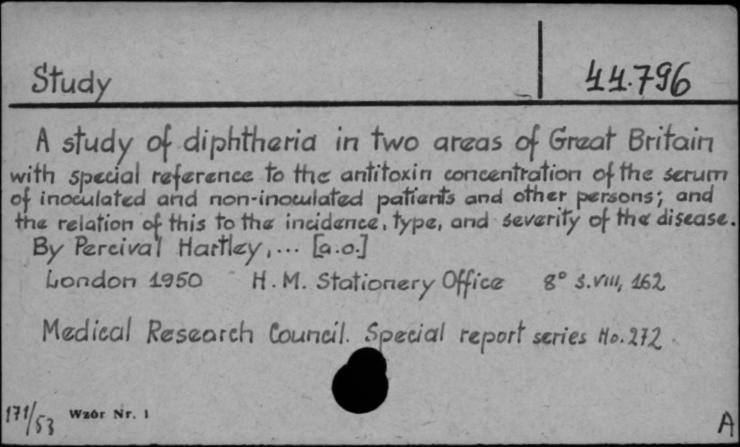 Study 44.796
A study of diphtheria in two areas of Great Britain
with special reference to the antitoxin concentration of the serum
of inoculated and non-inoculated patients and other persons; and
the relation of this to the incidence, type, and severity of the disease.
By Percival Hartley, ... [a.o.]
London 1950 H. M. Stationery Office 8° s. VIII, 162
Medical Research Council. Special report series No. 272
171/53 Wzór Nr. 1 A